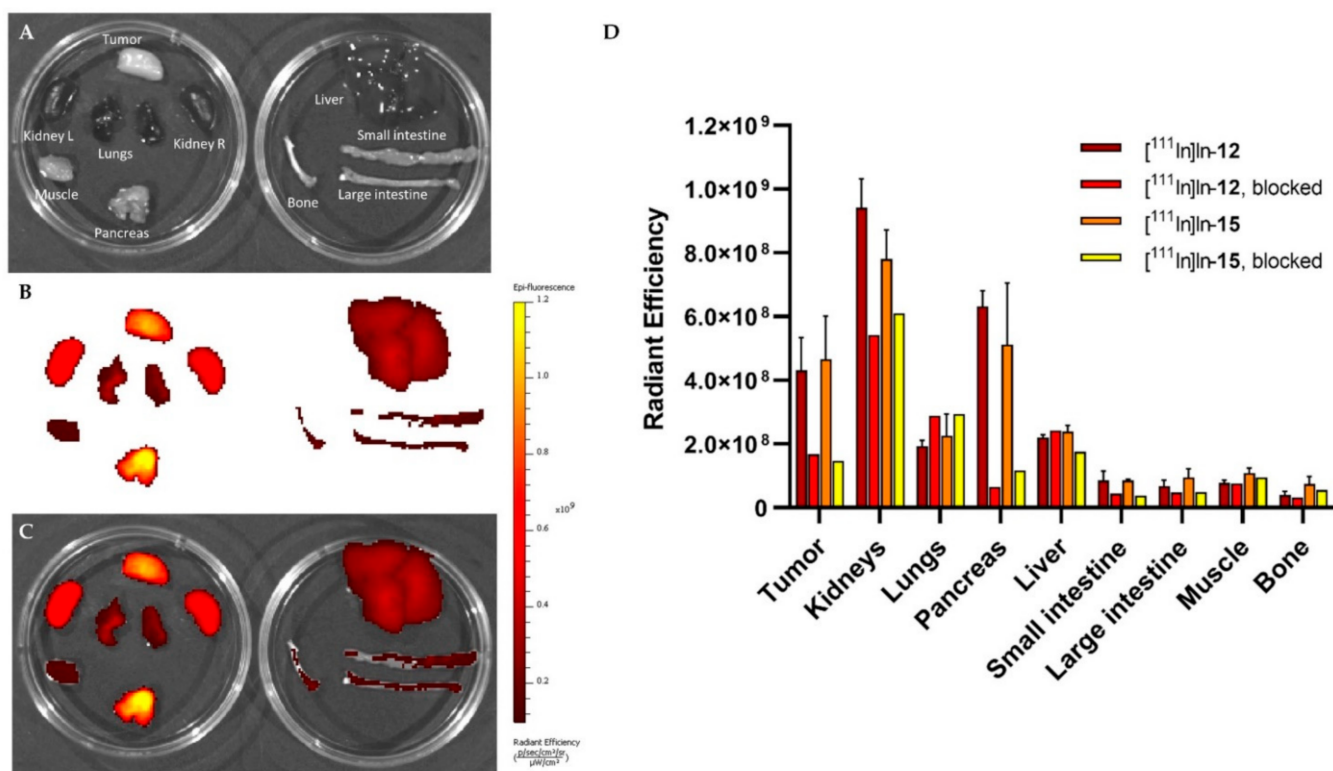 A
Tumor
Kidney L
Lungs
Kidney R
Muscle
Pancreas
Liver
Small intestine
Bone
Large intestine
B
Epi-fluorescence
1.2
1.0
0.8
x10⁹
0.6
0.4
0.2
Radiant Efficiency
(p/sec/cm²/sr
µW/cm²)
C
D
Radiant Efficiency
1.2×10⁹
1.0×10⁹
8.0×10⁸
6.0×10⁸
4.0×10⁸
2.0×10⁸
0
[¹¹¹In]In-12
[¹¹¹In]In-12, blocked
[¹¹¹In]In-15
[¹¹¹In]In-15, blocked
Tumor
Kidneys
Lungs
Pancreas
Liver
Small intestine
Large intestine
Muscle
Bone